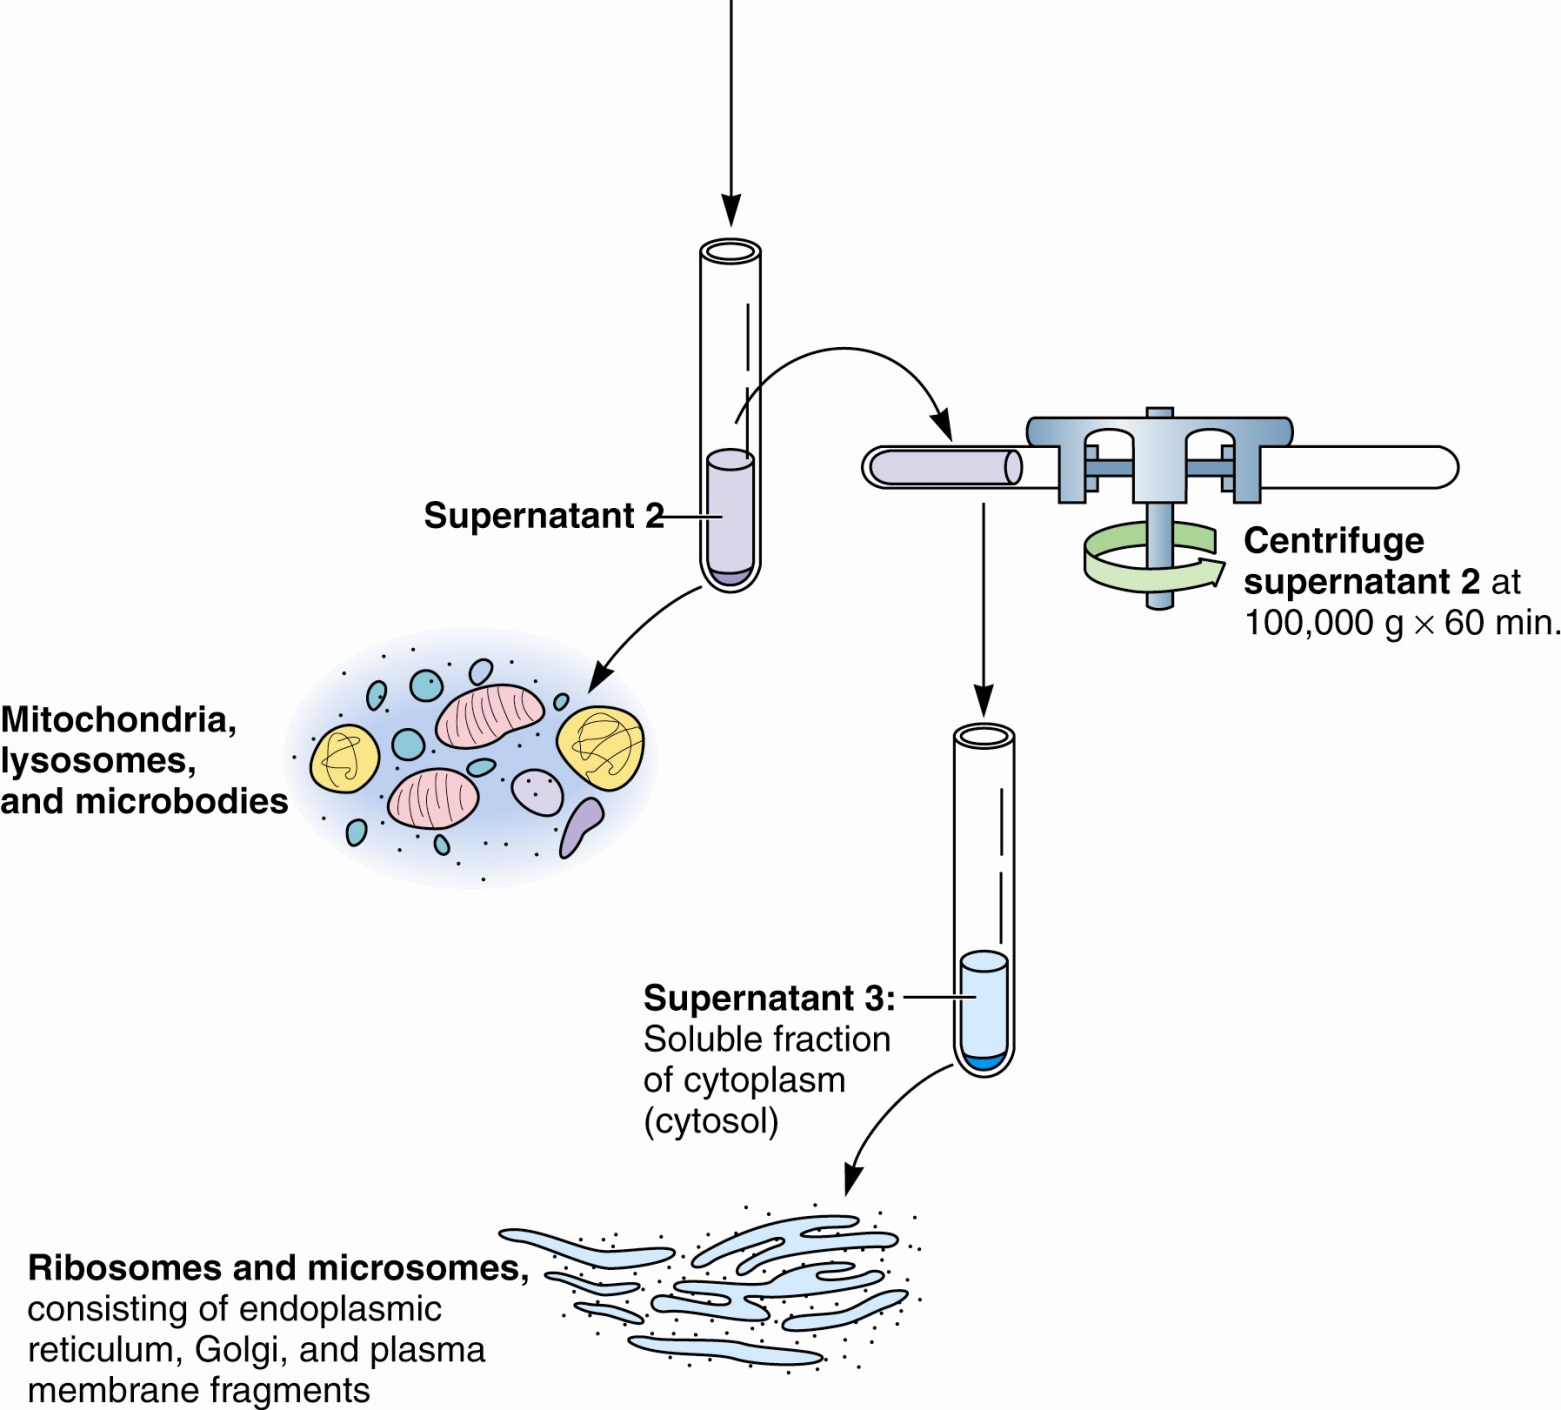 Supernatant 2
Centrifuge
supernatant 2 at
100,000 g × 60 min.
Mitochondria,
lysosomes,
and microbodies
Supernatant 3:
Soluble fraction
of cytoplasm
(cytosol)
Ribosomes and microsomes,
consisting of endoplasmic
reticulum, Golgi, and plasma
membrane fragments